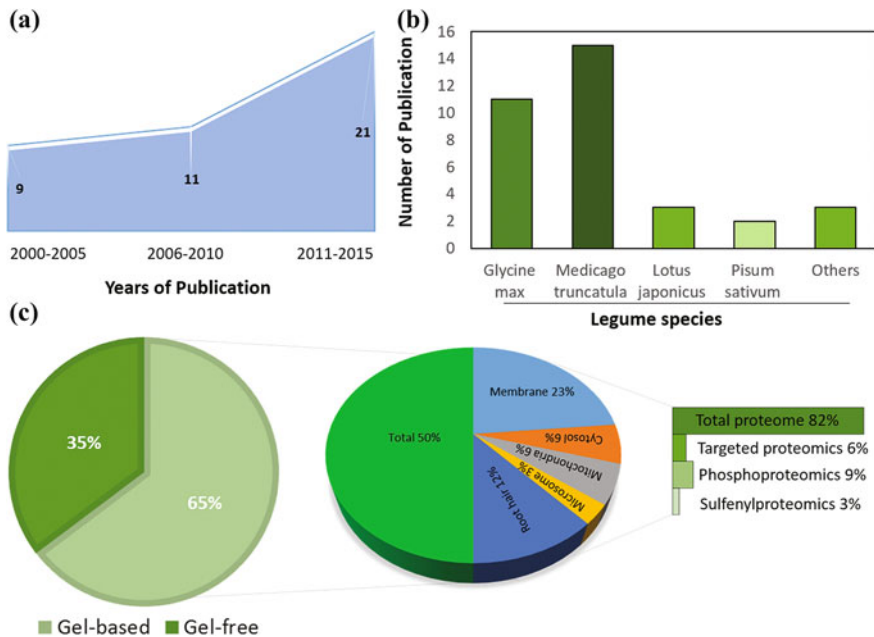 (a)
9
11
21
2000-2005 2006-2010 2011-2015
Years of Publication
(b)
Number of Publication
16
14
12
10
8
6
4
2
0
Glycine max
Medicago truncatula
Lotus japonicus
Pisum sativum
Others
Legume species
(c)
35%
65%
Gel-based Gel-free
Total 50%
Membrane 23%
Cytosol 6%
Mitochondria 6%
Microsome 3%
Root hair 12%
Total proteome 82%
Targeted proteomics 6%
Phosphoproteomics 9%
Sulfenylproteomics 3%